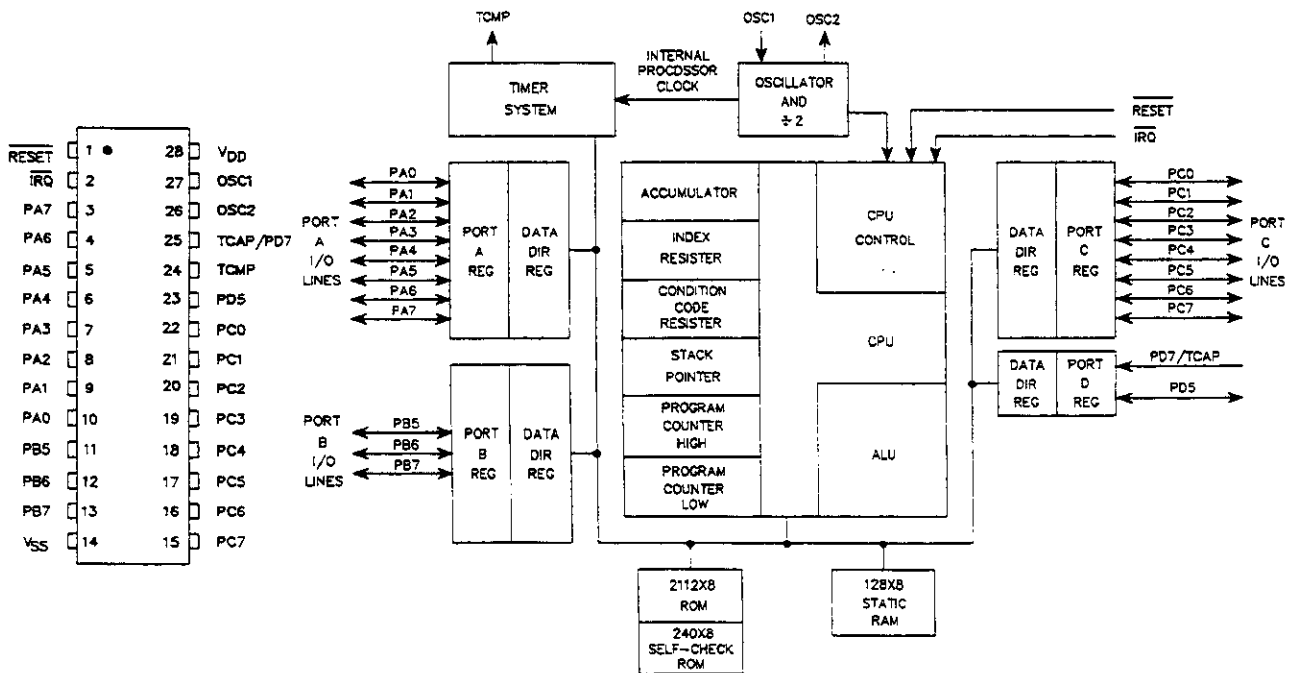 TCMP
OSC1
OSC2
INTERNAL
PROCDSSOR
CLOCK
TIMER
SYSTEM
OSCILLATOR
AND
÷2
RESET
IRQ
RESET 1 28 VDD
IRQ 2 27 OSC1
PA7 3 26 OSC2
PA6 4 25 TCAP/PD7
PA5 5 24 TCMP
PA4 6 23 PD5
PA3 7 22 PC0
PA2 8 21 PC1
PA1 9 20 PC2
PA0 10 19 PC3
PB5 11 18 PC4
PB6 12 17 PC5
PB7 13 16 PC6
VSS 14 15 PC7
PORT
A
I/O
LINES
PA0
PA1
PA2
PA3
PA4
PA5
PA6
PA7
PORT
A
REG
DATA
DIR
REG
PORT
B
I/O
LINES
PB5
PB6
PB7
PORT
B
REG
DATA
DIR
REG
ACCUMULATOR
INDEX
RESISTER
CONDITION
CODE
RESISTER
STACK
POINTER
PROGRAM
COUNTER
HIGH
PROGRAM
COUNTER
LOW
CPU
CONTROL
CPU
ALU
DATA
DIR
REG
PORT
C
REG
PC0
PC1
PC2
PC3
PC4
PC5
PC6
PC7
PORT
C
I/O
LINES
DATA
DIR
REG
PORT
D
REG
PD7/TCAP
PD5
2112X8
ROM
240X8
SELF-CHECK
ROM
128X8
STATIC
RAM